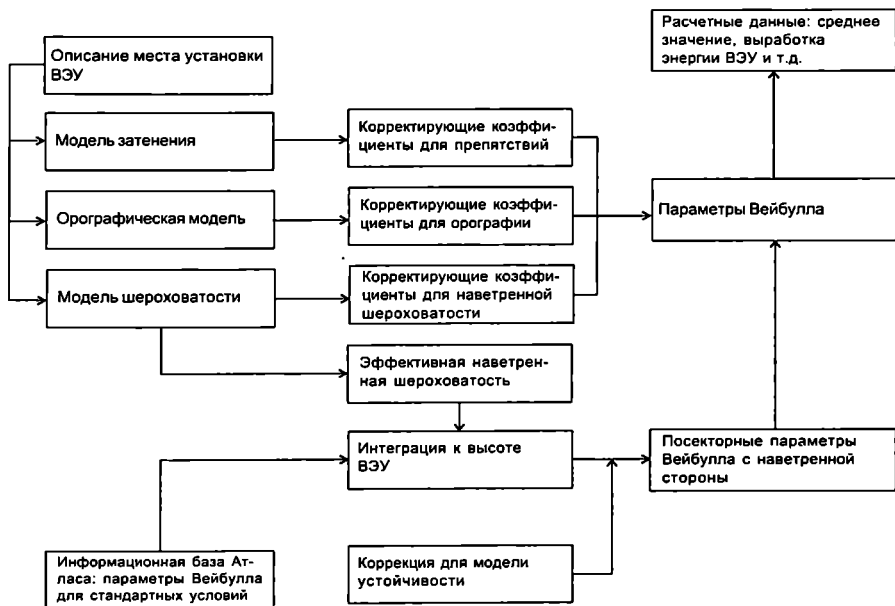 Описание места установки
ВЭУ
Расчетные данные: среднее
значение, выработка
энергии ВЭУ и т.д.
Модель затенения
Корректирующие коэффи-
циенты для препятствий
Орографическая модель
Корректирующие коэффи-
циенты для орографии
Параметры Вейбулла
Модель шероховатости
Корректирующие коэффи-
циенты для наветренной
шероховатости
Эффективная наветрен-
ная шероховатость
Интеграция к высоте
ВЭУ
Посекторные параметры
Вейбулла с наветренной
стороны
Информационная база Ат-
ласа: параметры Вейбулла
для стандартных условий
Коррекция для модели
устойчивости